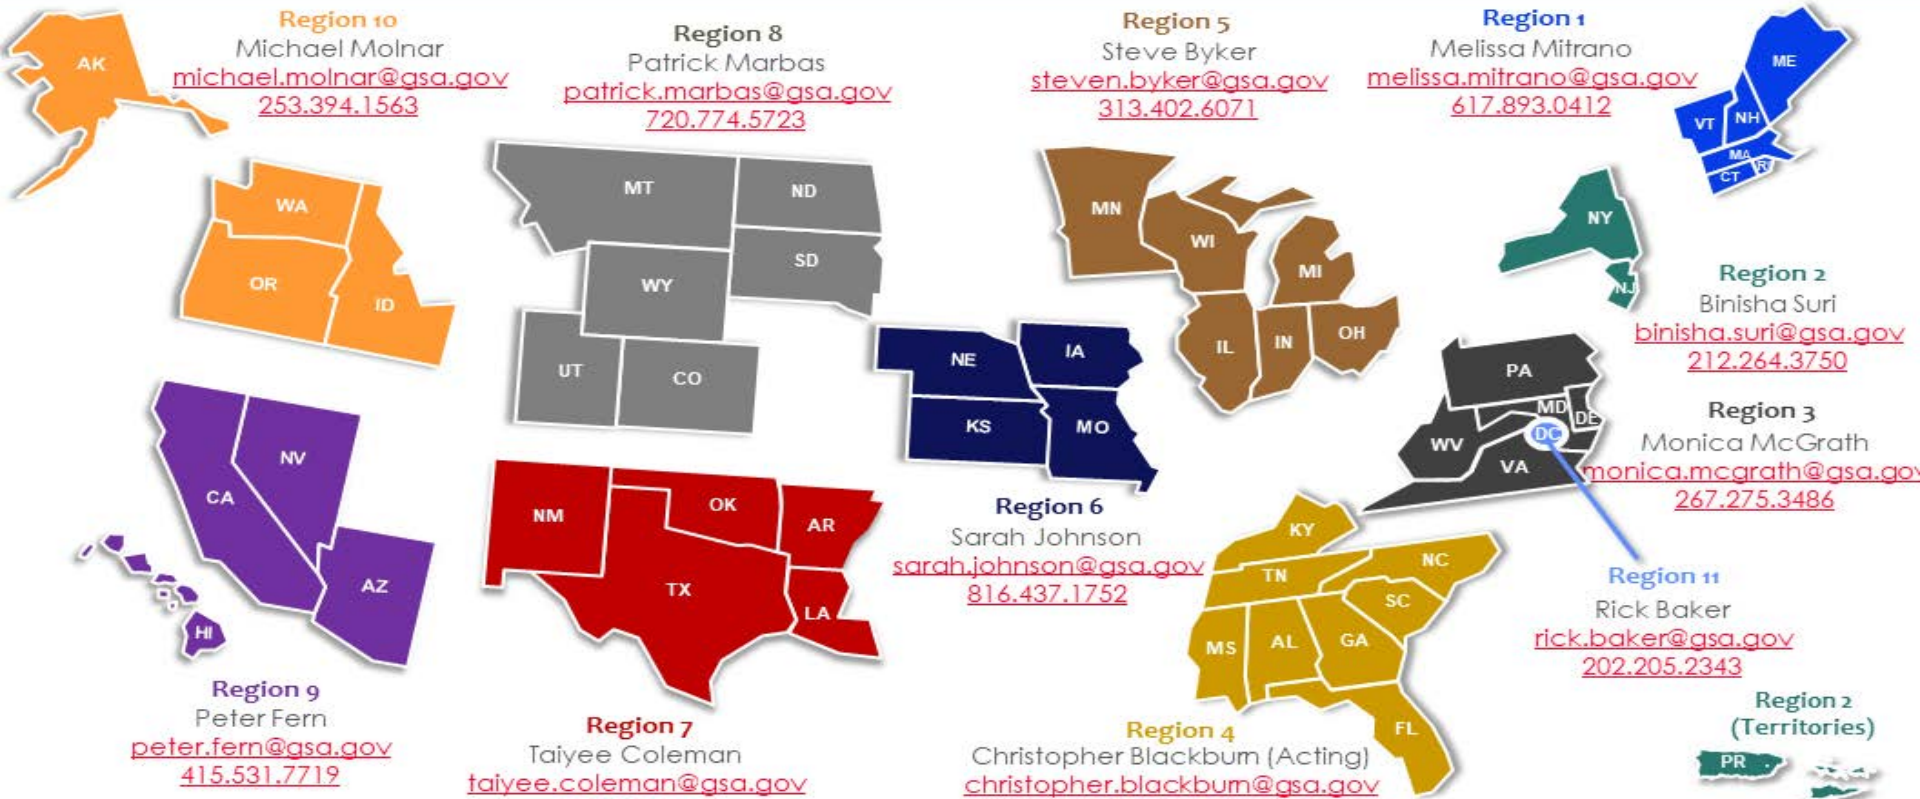 Region 10
Michael Molnar
michael.molnar@gsa.gov
253.394.1563
AK
WA
OR
ID
Region 8
Patrick Marbas
patrick.marbas@gsa.gov
720.774.5723
MT
ND
SD
WY
UT
CO
Region 5
Steve Byker
steven.byker@gsa.gov
313.402.6071
MN
WI
MI
IL
IN
OH
Region 1
Melissa Mitrano
melissa.mitrano@gsa.gov
617.893.0412
ME
VT
NH
MA
RI
CT
NY
NJ
Region 2
Binisha Suri
binisha.suri@gsa.gov
212.264.3750
PA
MD
DE
DC
WV
VA
Region 3
Monica McGrath
monica.mcgrath@gsa.gov
267.275.3486
NE
IA
KS
MO
Region 6
Sarah Johnson
sarah.johnson@gsa.gov
816.437.1752
CA
NV
AZ
HI
Region 9
Peter Fern
peter.fern@gsa.gov
415.531.7719
NM
OK
AR
TX
LA
Region 7
Taiyee Coleman
taiyee.coleman@gsa.gov
KY
TN
NC
SC
MS
AL
GA
FL
Region 4
Christopher Blackburn (Acting)
christopher.blackburn@gsa.gov
Region 11
Rick Baker
rick.baker@gsa.gov
202.205.2343
Region 2
(Territories)
PR